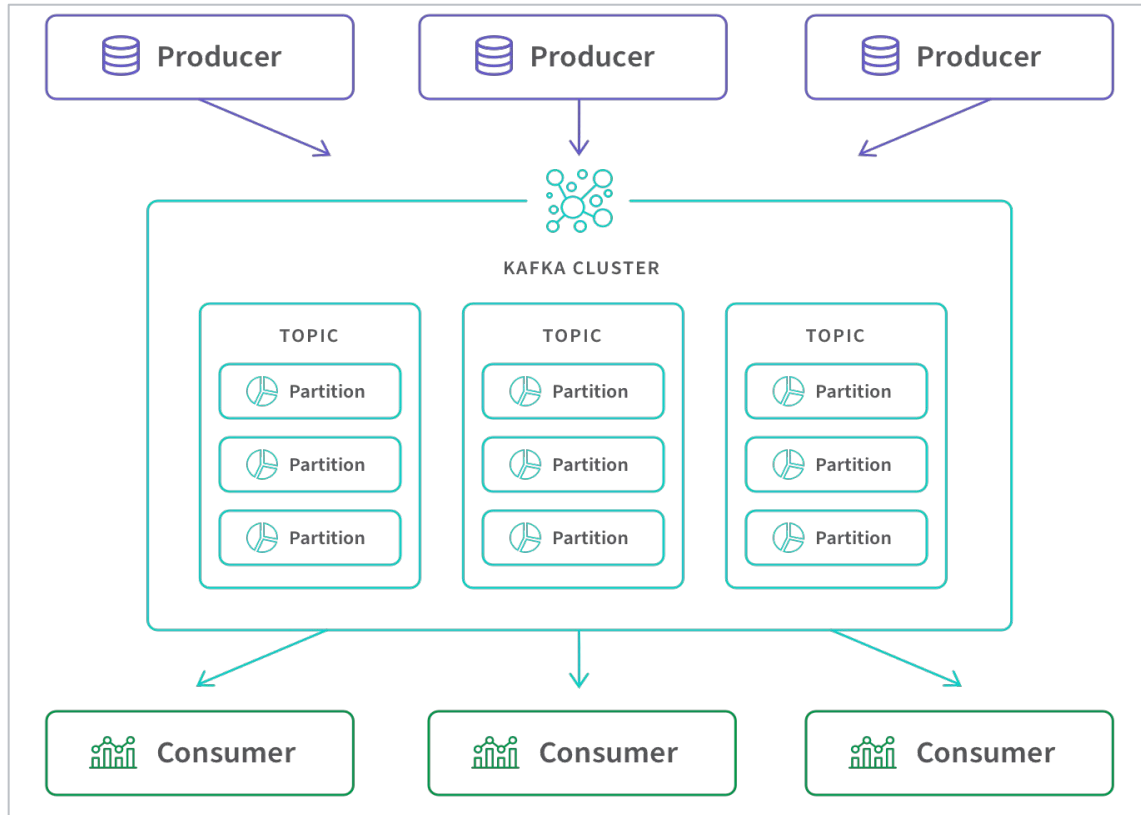 Producer
Producer
Producer
KAFKA CLUSTER
TOPIC
Partition
Partition
Partition
TOPIC
Partition
Partition
Partition
TOPIC
Partition
Partition
Partition
Consumer
Consumer
Consumer